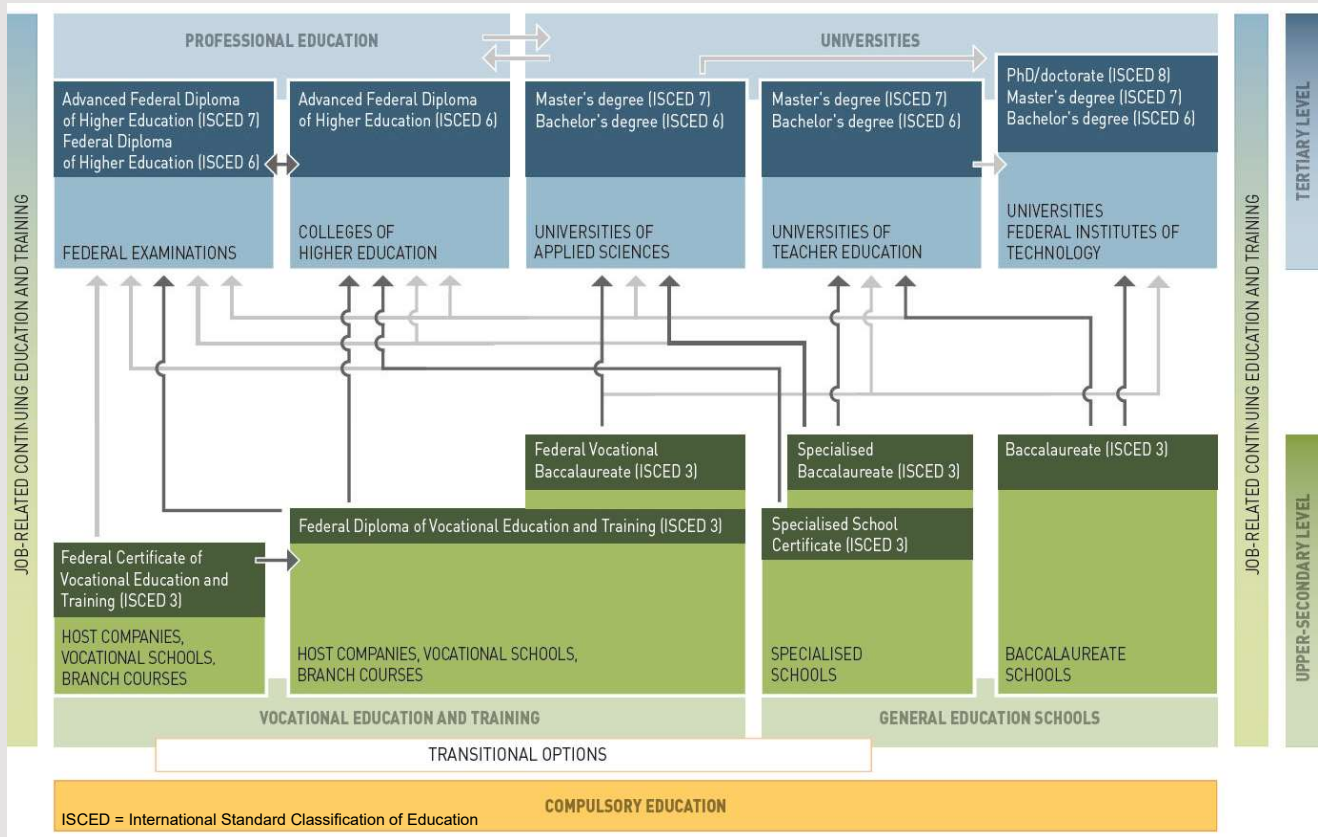 PROFESSIONAL EDUCATION
UNIVERSITIES
Advanced Federal Diploma
of Higher Education (ISCED 7)
Federal Diploma
of Higher Education (ISCED 6)
FEDERAL EXAMINATIONS
Advanced Federal Diploma
of Higher Education (ISCED 6)
COLLEGES OF
HIGHER EDUCATION
Master's degree (ISCED 7)
Bachelor's degree (ISCED 6)
UNIVERSITIES OF
APPLIED SCIENCES
Master's degree (ISCED 7)
Bachelor's degree (ISCED 6)
UNIVERSITIES OF
TEACHER EDUCATION
PhD/doctorate (ISCED 8)
Master's degree (ISCED 7)
Bachelor's degree (ISCED 6)
UNIVERSITIES
FEDERAL INSTITUTES OF
TECHNOLOGY
JOB-RELATED CONTINUING EDUCATION AND TRAINING
JOB-RELATED CONTINUING EDUCATION AND TRAINING
TERTIARY LEVEL
UPPER-SECONDARY LEVEL
Federal Vocational
Baccalaureate (ISCED 3)
Specialised
Baccalaureate (ISCED 3)
Baccalaureate (ISCED 3)
Federal Diploma of Vocational Education and Training (ISCED 3)
Specialised School
Certificate (ISCED 3)
Federal Certificate of
Vocational Education and
Training (ISCED 3)
HOST COMPANIES,
VOCATIONAL SCHOOLS,
BRANCH COURSES
HOST COMPANIES, VOCATIONAL SCHOOLS,
BRANCH COURSES
SPECIALISED
SCHOOLS
BACCALAUREATE
SCHOOLS
VOCATIONAL EDUCATION AND TRAINING
GENERAL EDUCATION SCHOOLS
TRANSITIONAL OPTIONS
COMPULSORY EDUCATION
ISCED = International Standard Classification of Education